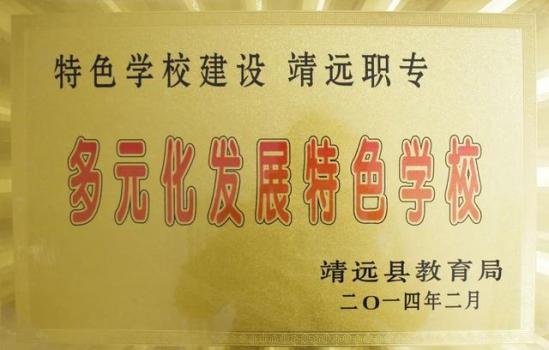 特色学校建设 靖远职专
多元化发展特色学校
靖远县教育局
二〇一四年二月